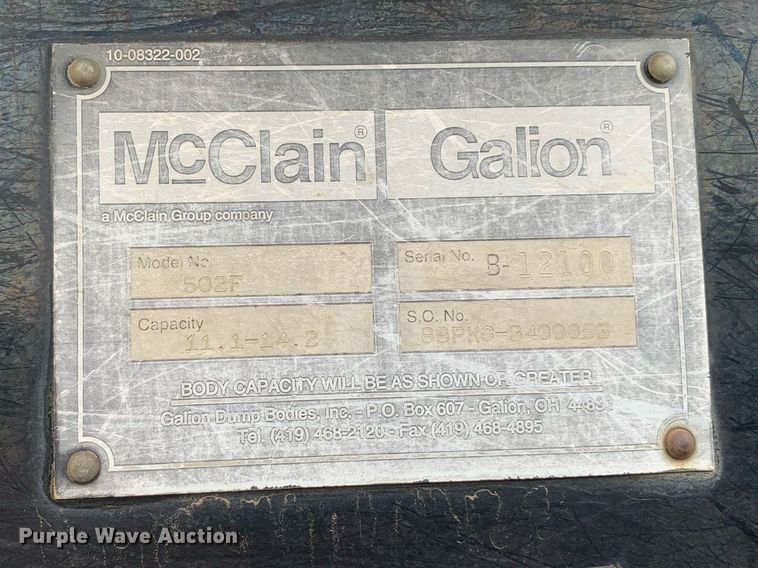 10-08322-002
McClain® Galion®
a McClain Group company
Model No. 502F
Serial No. B-12100
Capacity 11.1-14.2
S.O. No.
BODY CAPACITY WILL BE AS SHOWN OR GREATER
Galion Dump Bodies, Inc. - P.O. Box 607 - Galion, OH
Tel. (419) 468-2120 - Fax (419) 468-4895
Purple Wave Auction